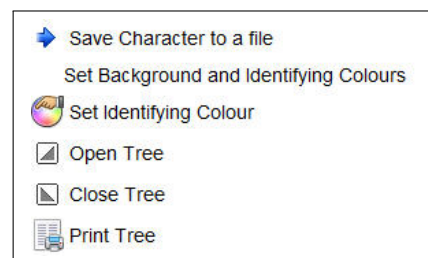 Save Character to a file
Set Background and Identifying Colours
Set Identifying Colour
Open Tree
Close Tree
Print Tree